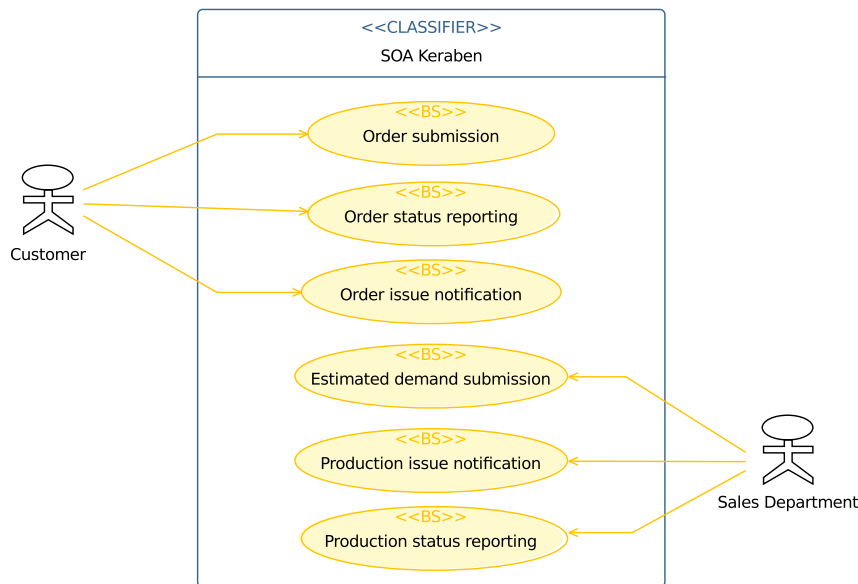 <<CLASSIFIER>>
SOA Keraben
<<BS>>
Order submission
<<BS>>
Order status reporting
Customer
<<BS>>
Order issue notification
<<BS>>
Estimated demand submission
<<BS>>
Production issue notification
Sales Department
<<BS>>
Production status reporting